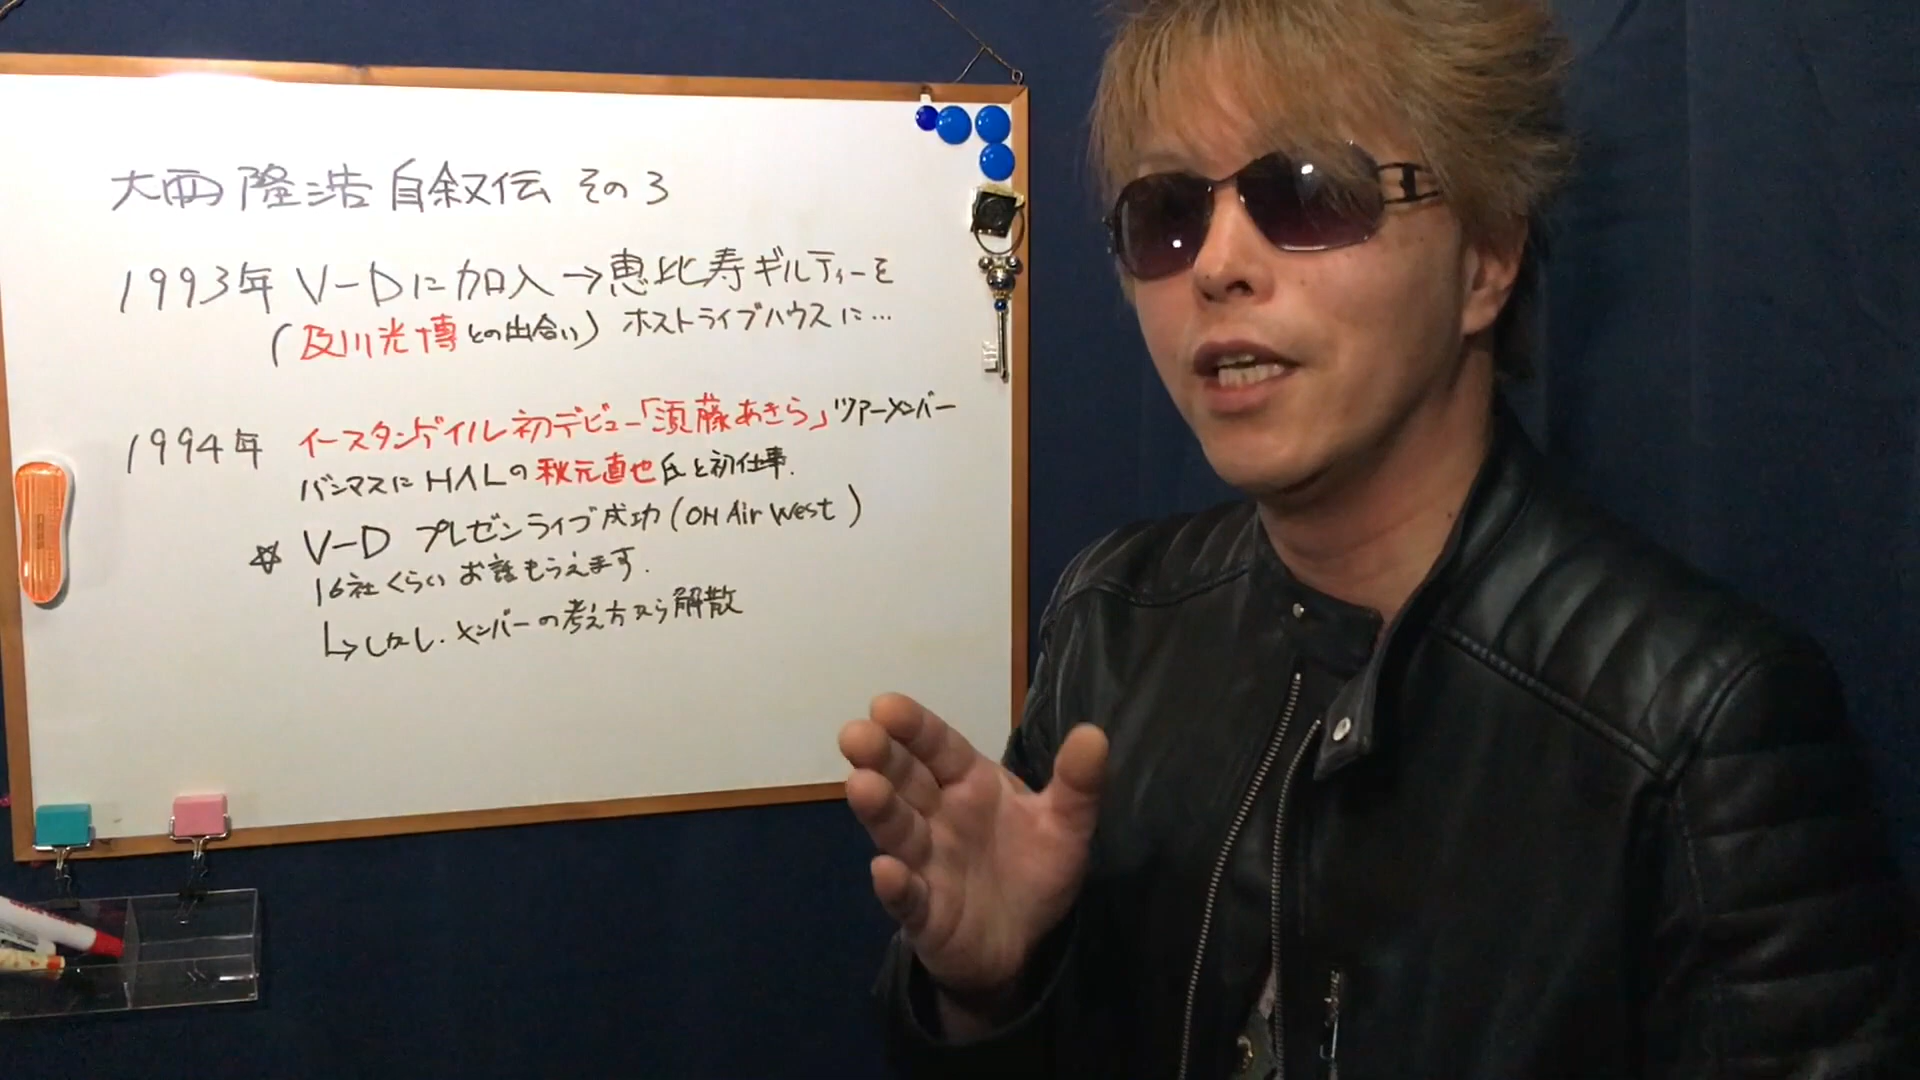 大西隆浩自叙伝 その3
1993年 V-Dに加入→恵比寿ギルティーを
(及川光博との出合い) ホストライブハウスに…
1994年 イースタンゲイル初デビュー「須藤あきら」ツアーメンバー
バンマスにHALの秋元直也氏と初仕事.
☆ V-D プレゼンライブ成功(ON Air West)
16社くらいお話もらえます.
↳しかし.メンバーの考え方から解散